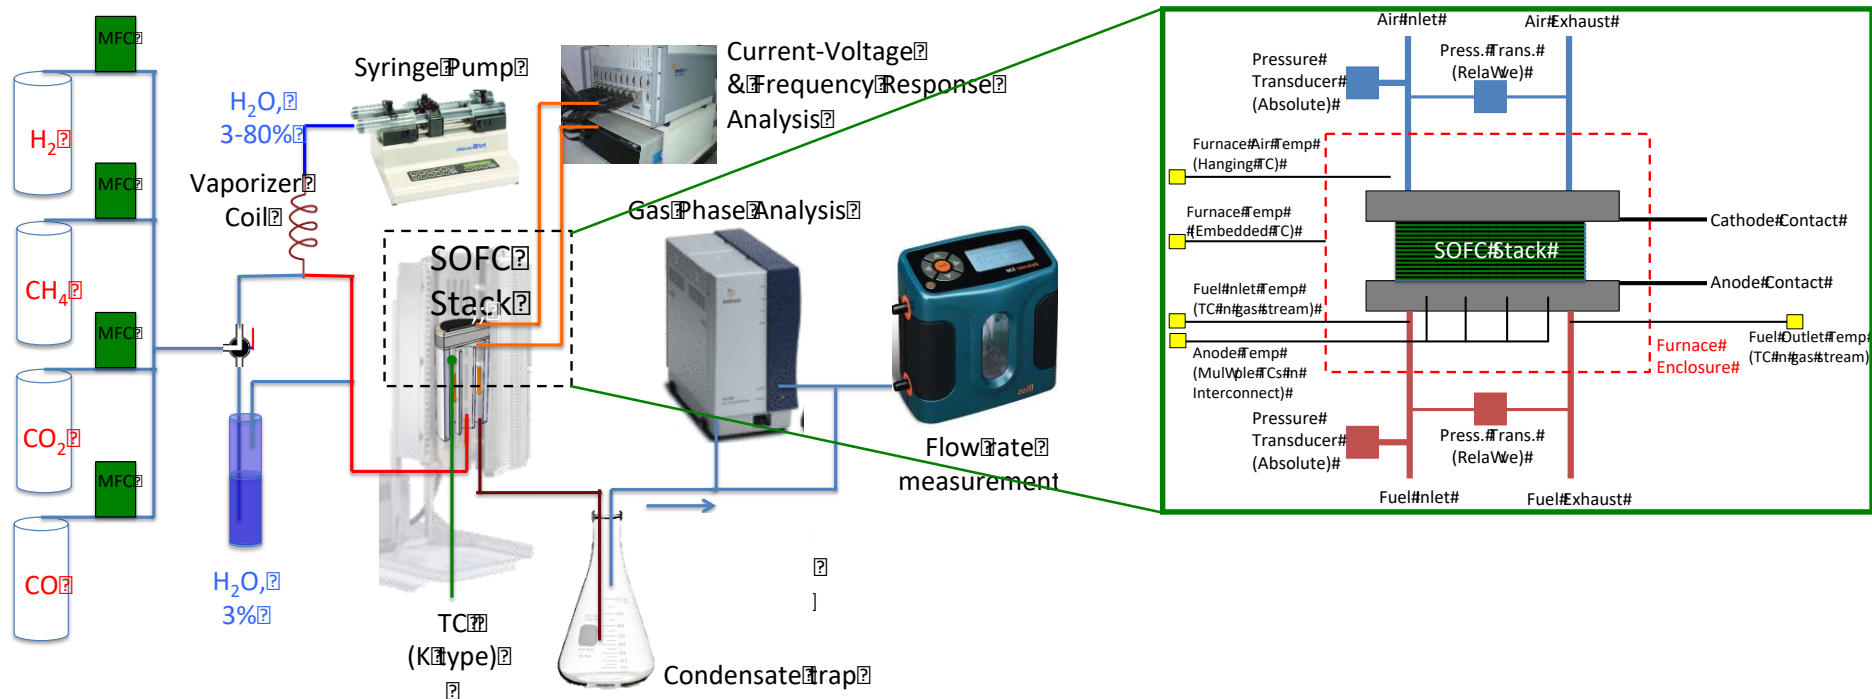 MFC
H2
MFC
CH4
MFC
CO2
MFC
CO
H2O,
3-80%
Vaporizer
Coil
H2O,
3%
Syringe Pump
Current-Voltage
& Frequency Response
Analysis
SOFC
Stack
Gas Phase Analysis
Flow rate
measurement
TC
(K type)
Condensate trap
Air#Inlet#
Air#Exhaust#
Pressure#
Transducer#
(Absolute)#
Press.#Trans.#
(RelaWve)#
Furnace#Air#Temp#
(Hanging#TC)#
Furnace#Temp#
#(Embedded#TC)#
Cathode#Contact#
SOFC#Stack#
Anode#Contact#
Fuel#Inlet#Temp#
(TC#in#gas#stream)#
Anode#Temp#
(MulWple#TCs#in#
Interconnect)#
Furnace#
Enclosure#
Fuel#Outlet#Temp#
(TC#in#gas#stream)
Pressure#
Transducer#
(Absolute)#
Press.#Trans.#
(RelaWve)#
Fuel#Inlet#
Fuel#Exhaust#